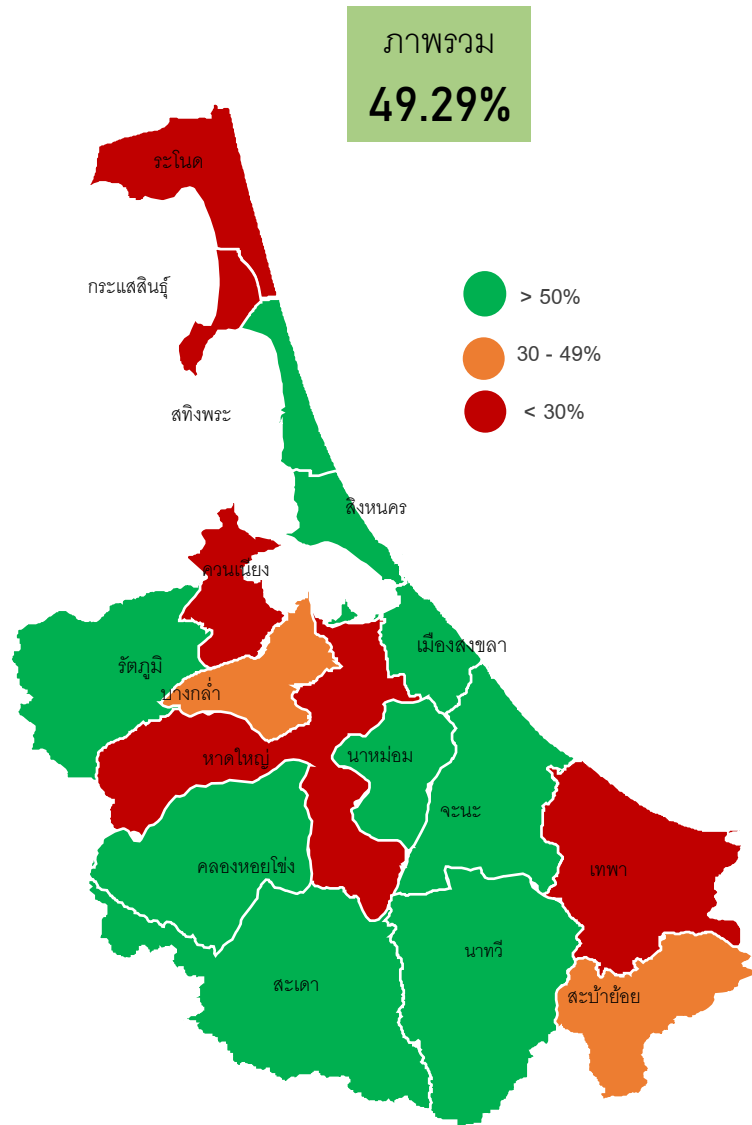 ภาพรวม
49.29%
ระโนด
กระแสสินธุ์
> 50%
30 - 49%
< 30%
สทิงพระ
สิงหนคร
ควนเนียง
เมืองสงขลา
รัตภูมิ
บางกล่ำ
นาหม่อม
หาดใหญ่
จะนะ
คลองหอยโข่ง
เทพา
นาทวี
สะเดา
สะบ้าย้อย